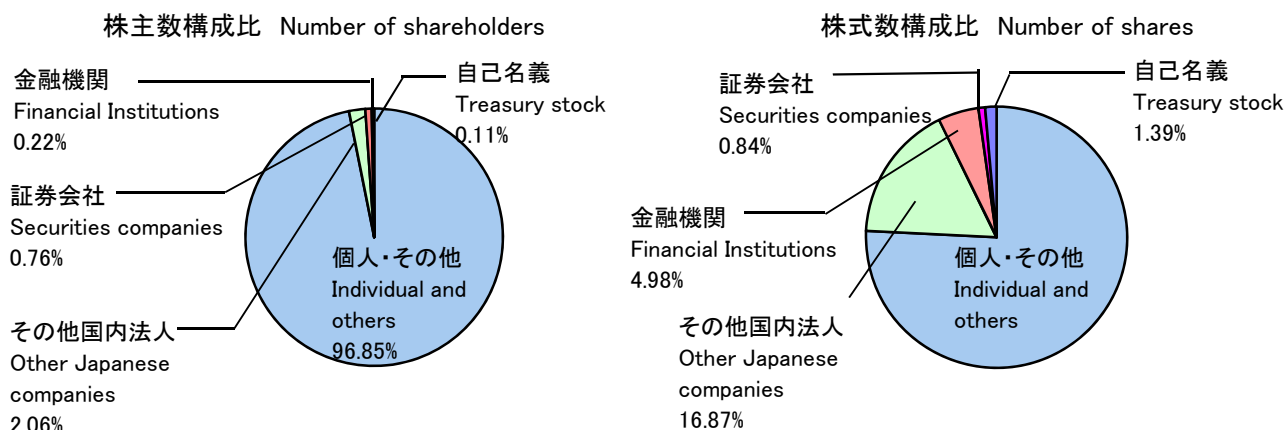 株主数構成比 Number of shareholders
金融機関
Financial Institutions
0.22%
自己名義
Treasury stock
0.11%
証券会社
Securities companies
0.76%
個人・その他
Individual and
others
96.85%
その他国内法人
Other Japanese
companies
2.06%
株式数構成比 Number of shares
証券会社
Securities companies
0.84%
自己名義
Treasury stock
1.39%
金融機関
Financial Institutions
4.98%
個人・その他
Individual and
others
その他国内法人
Other Japanese
companies
16.87%